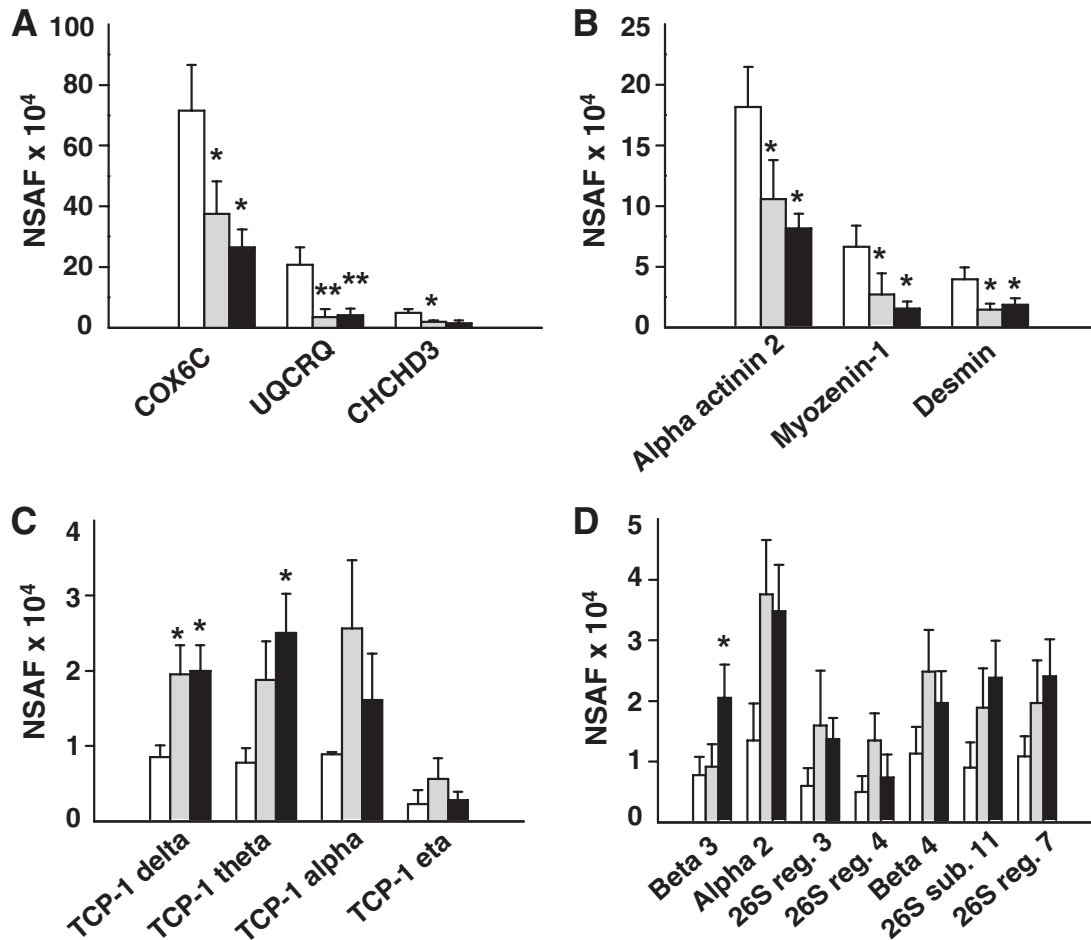 A
NSAF x 10⁴
100
80
60
40
20
0
*
*
**
**
*
COX6C
UQCRQ
CHCHD3
B
NSAF x 10⁴
25
20
15
10
5
0
*
*
*
*
*
*
Alpha actinin 2
Myozenin-1
Desmin
C
NSAF x 10⁴
4
3
2
1
0
*
*
*
TCP-1 delta
TCP-1 theta
TCP-1 alpha
TCP-1 eta
D
NSAF x 10⁴
5
4
3
2
1
0
*
Beta 3
Alpha 2
26S reg. 3
26S reg. 4
Beta 4
26S sub. 11
26S reg. 7